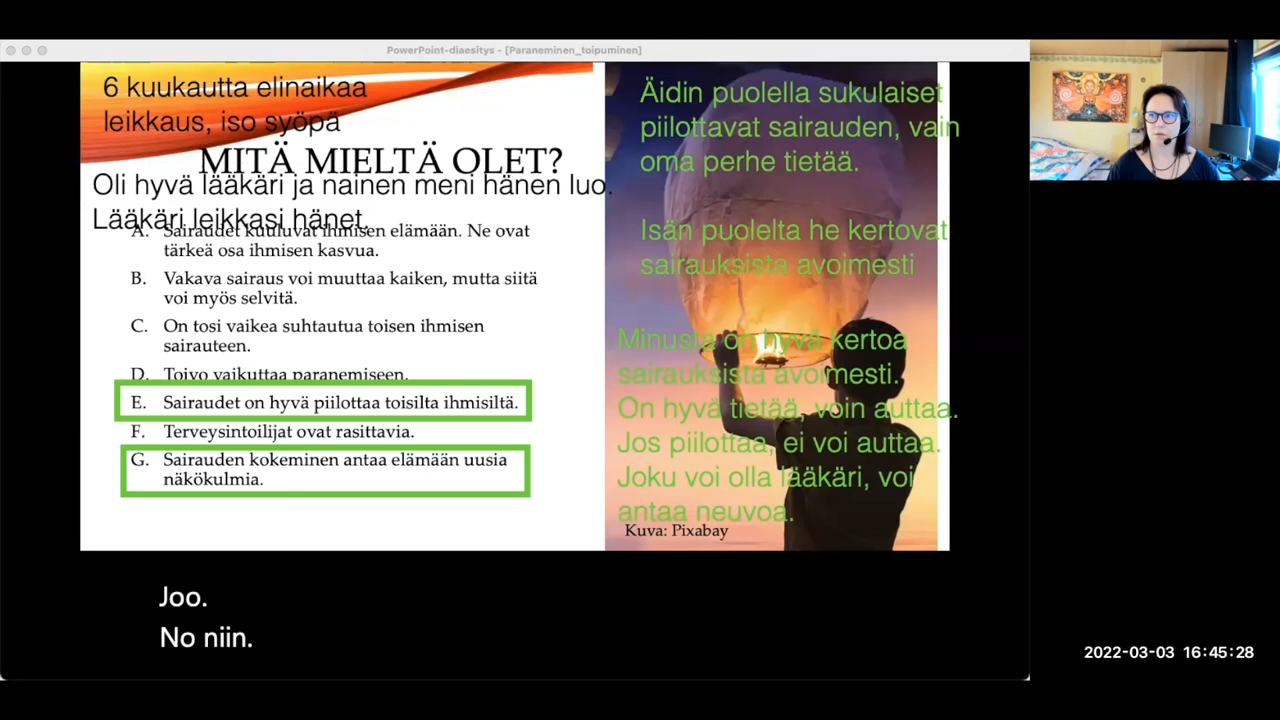 PowerPoint-diaesitys - [Paraneminen_toipuminen]
6 kuukautta elinaikaa
leikkaus, iso syöpä
MITÄ MIELTÄ OLET?
Oli hyvä lääkäri ja nainen meni hänen luo.
Lääkäri leikkasi hänet.
A. Sairaudet kuuluvat ihmisen elämään. Ne ovat
tärkeä osa ihmisen kasvua.
B. Vakava sairaus voi muuttaa kaiken, mutta siitä
voi myös selvitä.
C. On tosi vaikea suhtautua toisen ihmisen
sairauteen.
D. Toivo vaikuttaa paranemiseen.
E. Sairaudet on hyvä piilottaa toisilta ihmisiltä.
F. Terveysintoilijat ovat rasittavia.
G. Sairauden kokeminen antaa elämään uusia
näkökulmia.
Äidin puolella sukulaiset
piilottavat sairauden, vain
oma perhe tietää.
Isän puolelta he kertovat
sairauksista avoimesti
Minusta on hyvä kertoa
sairauksista avoimesti.
On hyvä tietää, voin auttaa.
Jos piilottaa, ei voi auttaa.
Joku voi olla lääkäri, voi
antaa neuvoa.
Kuva: Pixabay
Joo.
No niin.
2022-03-03 16:45:28